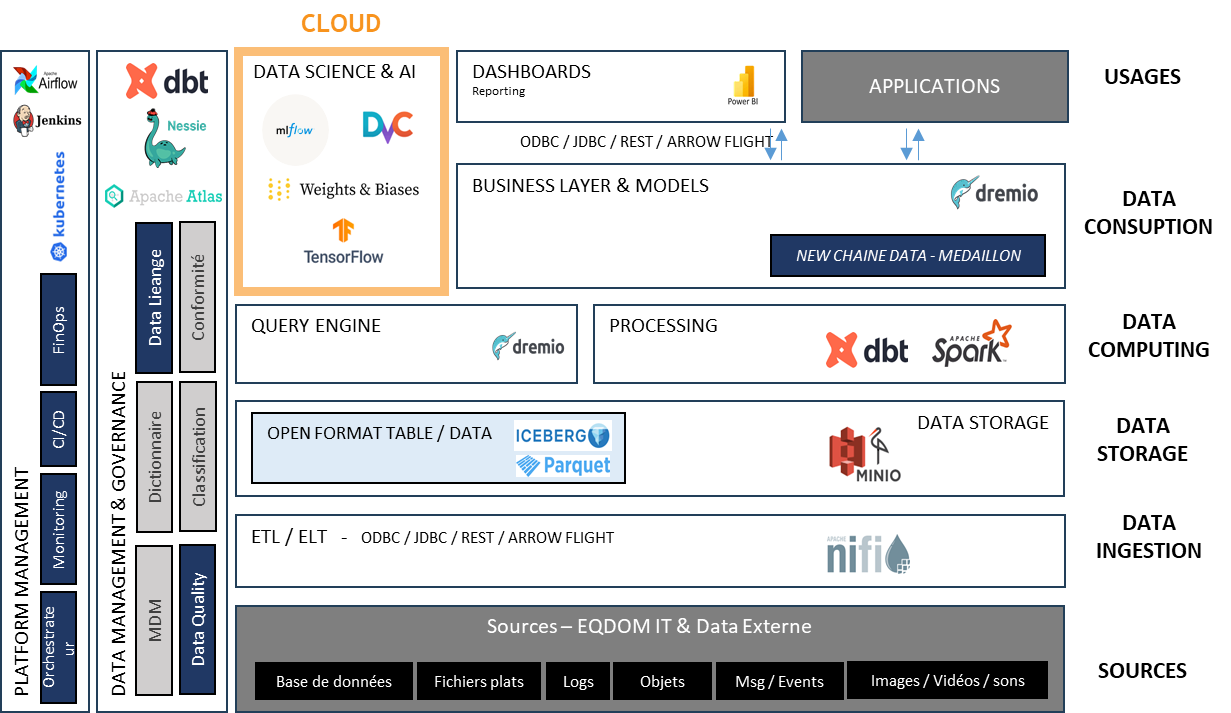 CLOUD
APACHE
Airflow
Jenkins
kubernetes
FinOps
CI/CD
Monitoring
Orchestrate
ur
PLATFORM MANAGEMENT
dbt
Nessie
Apache Atlas
Data Lieange
Conformité
Dictionnaire
Classification
MDM
Data Quality
DATA MANAGEMENT & GOVERNANCE
DATA SCIENCE & AI
mlflow
DVC
Weights & Biases
TensorFlow
DASHBOARDS
Reporting
Power BI
APPLICATIONS
USAGES
ODBC / JDBC / REST / ARROW FLIGHT
BUSINESS LAYER & MODELS
dremio
NEW CHAINE DATA - MEDAILLON
DATA
CONSUPTION
QUERY ENGINE
dremio
PROCESSING
dbt
APACHE
Spark
DATA
COMPUTING
OPEN FORMAT TABLE / DATA
ICEBERG
Parquet
DATA STORAGE
MINIO
DATA
STORAGE
ETL / ELT - ODBC / JDBC / REST / ARROW FLIGHT
APACHE
nifi
DATA
INGESTION
Sources – EQDOM IT & Data Externe
Base de données
Fichiers plats
Logs
Objets
Msg / Events
Images / Vidéos / sons
SOURCES